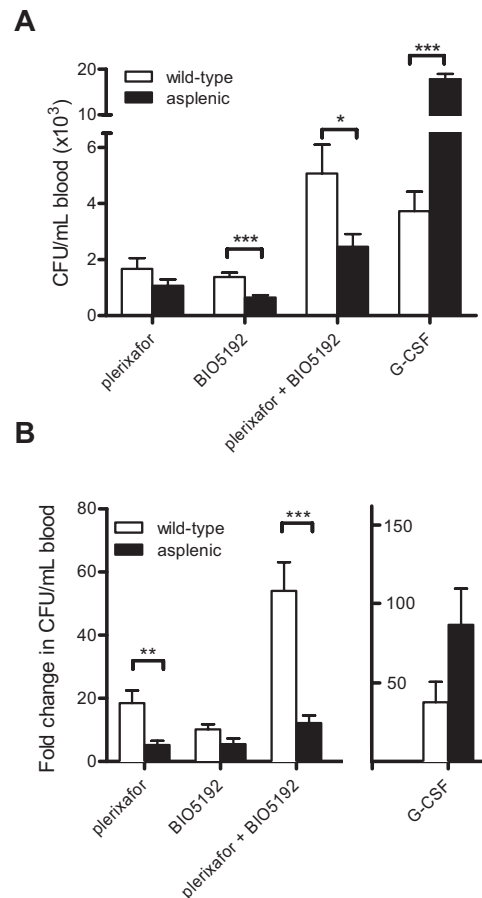 A
CFU/mL blood (x10³)
20
10
6
4
2
0
wild-type
asplenic
***
*
***
plerixafor
BIO5192
plerixafor + BIO5192
G-CSF
B
Fold change in CFU/mL blood
80
60
40
20
0
wild-type
asplenic
**
***
150
100
50
plerixafor
BIO5192
plerixafor + BIO5192
G-CSF